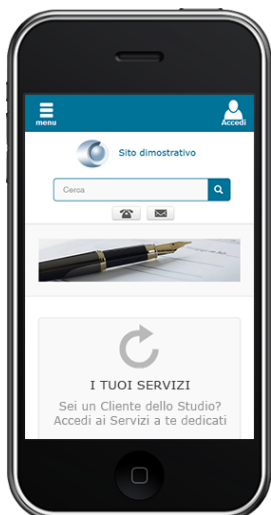 menu
Accedi
Sito dimostrativo
Cerca
I TUOI SERVIZI
Sei un Cliente dello Studio?
Accedi ai Servizi a te dedicati